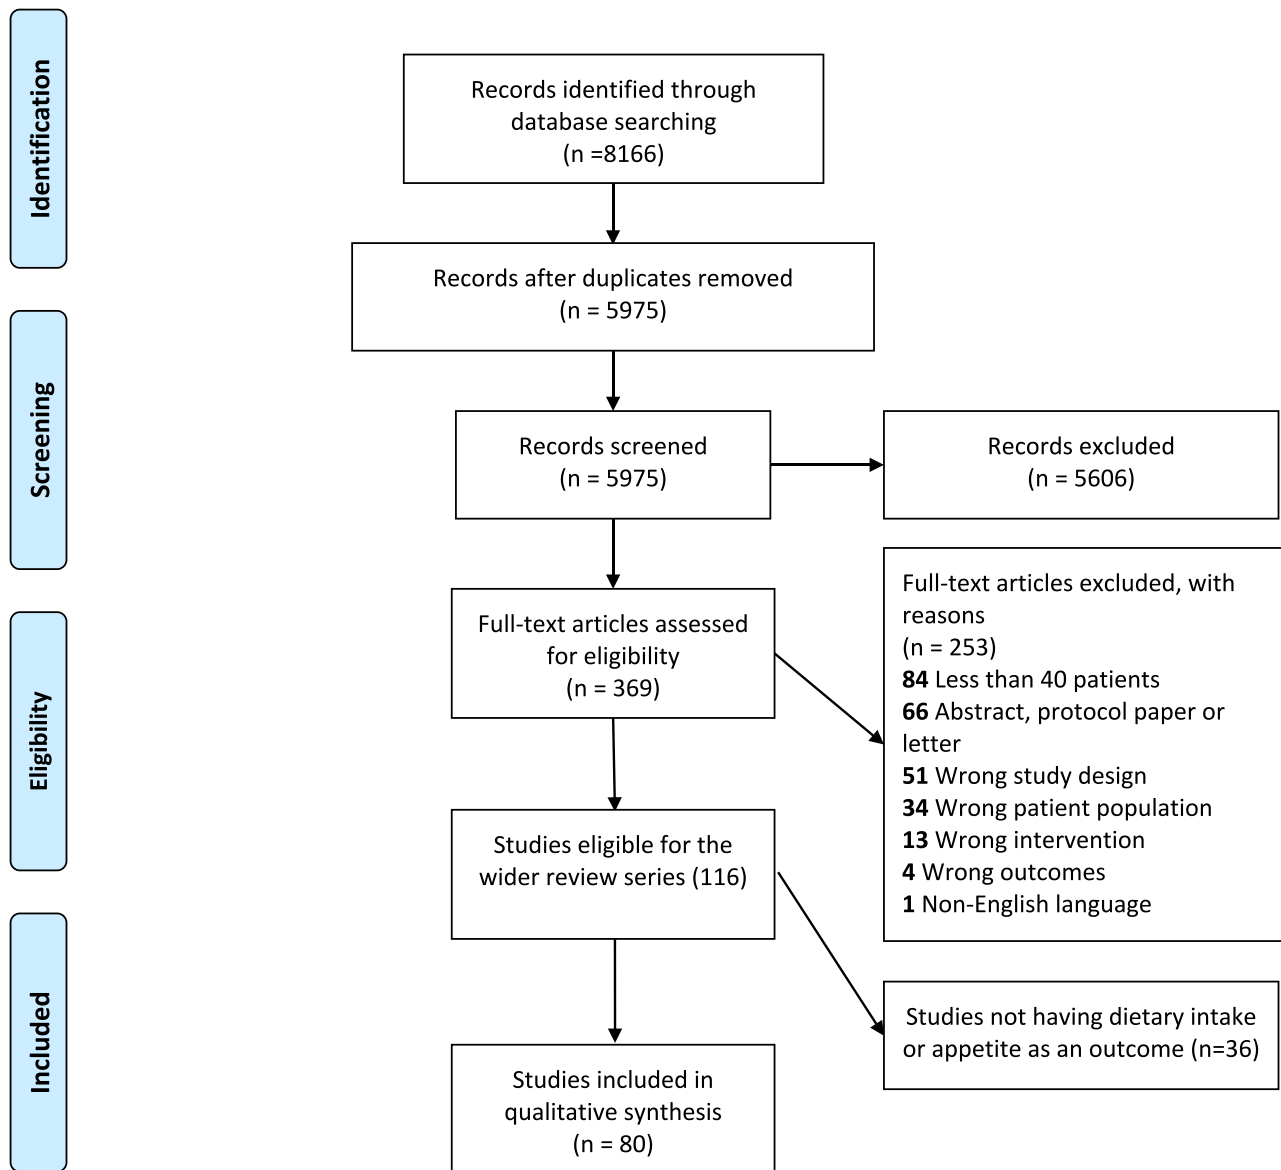 Identification
Records identified through
database searching
(n =8166)
Records after duplicates removed
(n = 5975)
Screening
Records screened
(n = 5975)
Records excluded
(n = 5606)
Eligibility
Full-text articles assessed
for eligibility
(n = 369)
Full-text articles excluded, with
reasons
(n = 253)
84 Less than 40 patients
66 Abstract, protocol paper or
letter
51 Wrong study design
34 Wrong patient population
13 Wrong intervention
4 Wrong outcomes
1 Non-English language
Studies eligible for the
wider review series (116)
Included
Studies not having dietary intake
or appetite as an outcome (n=36)
Studies included in
qualitative synthesis
(n = 80)